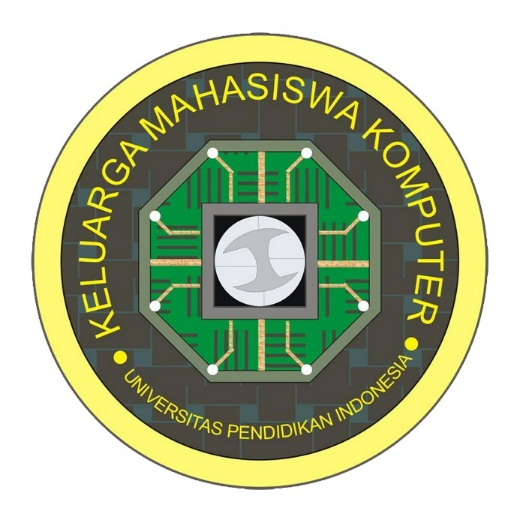 KELUARGA MAHASISWA KOMPUTER
UNIVERSITAS PENDIDIKAN INDONESIA